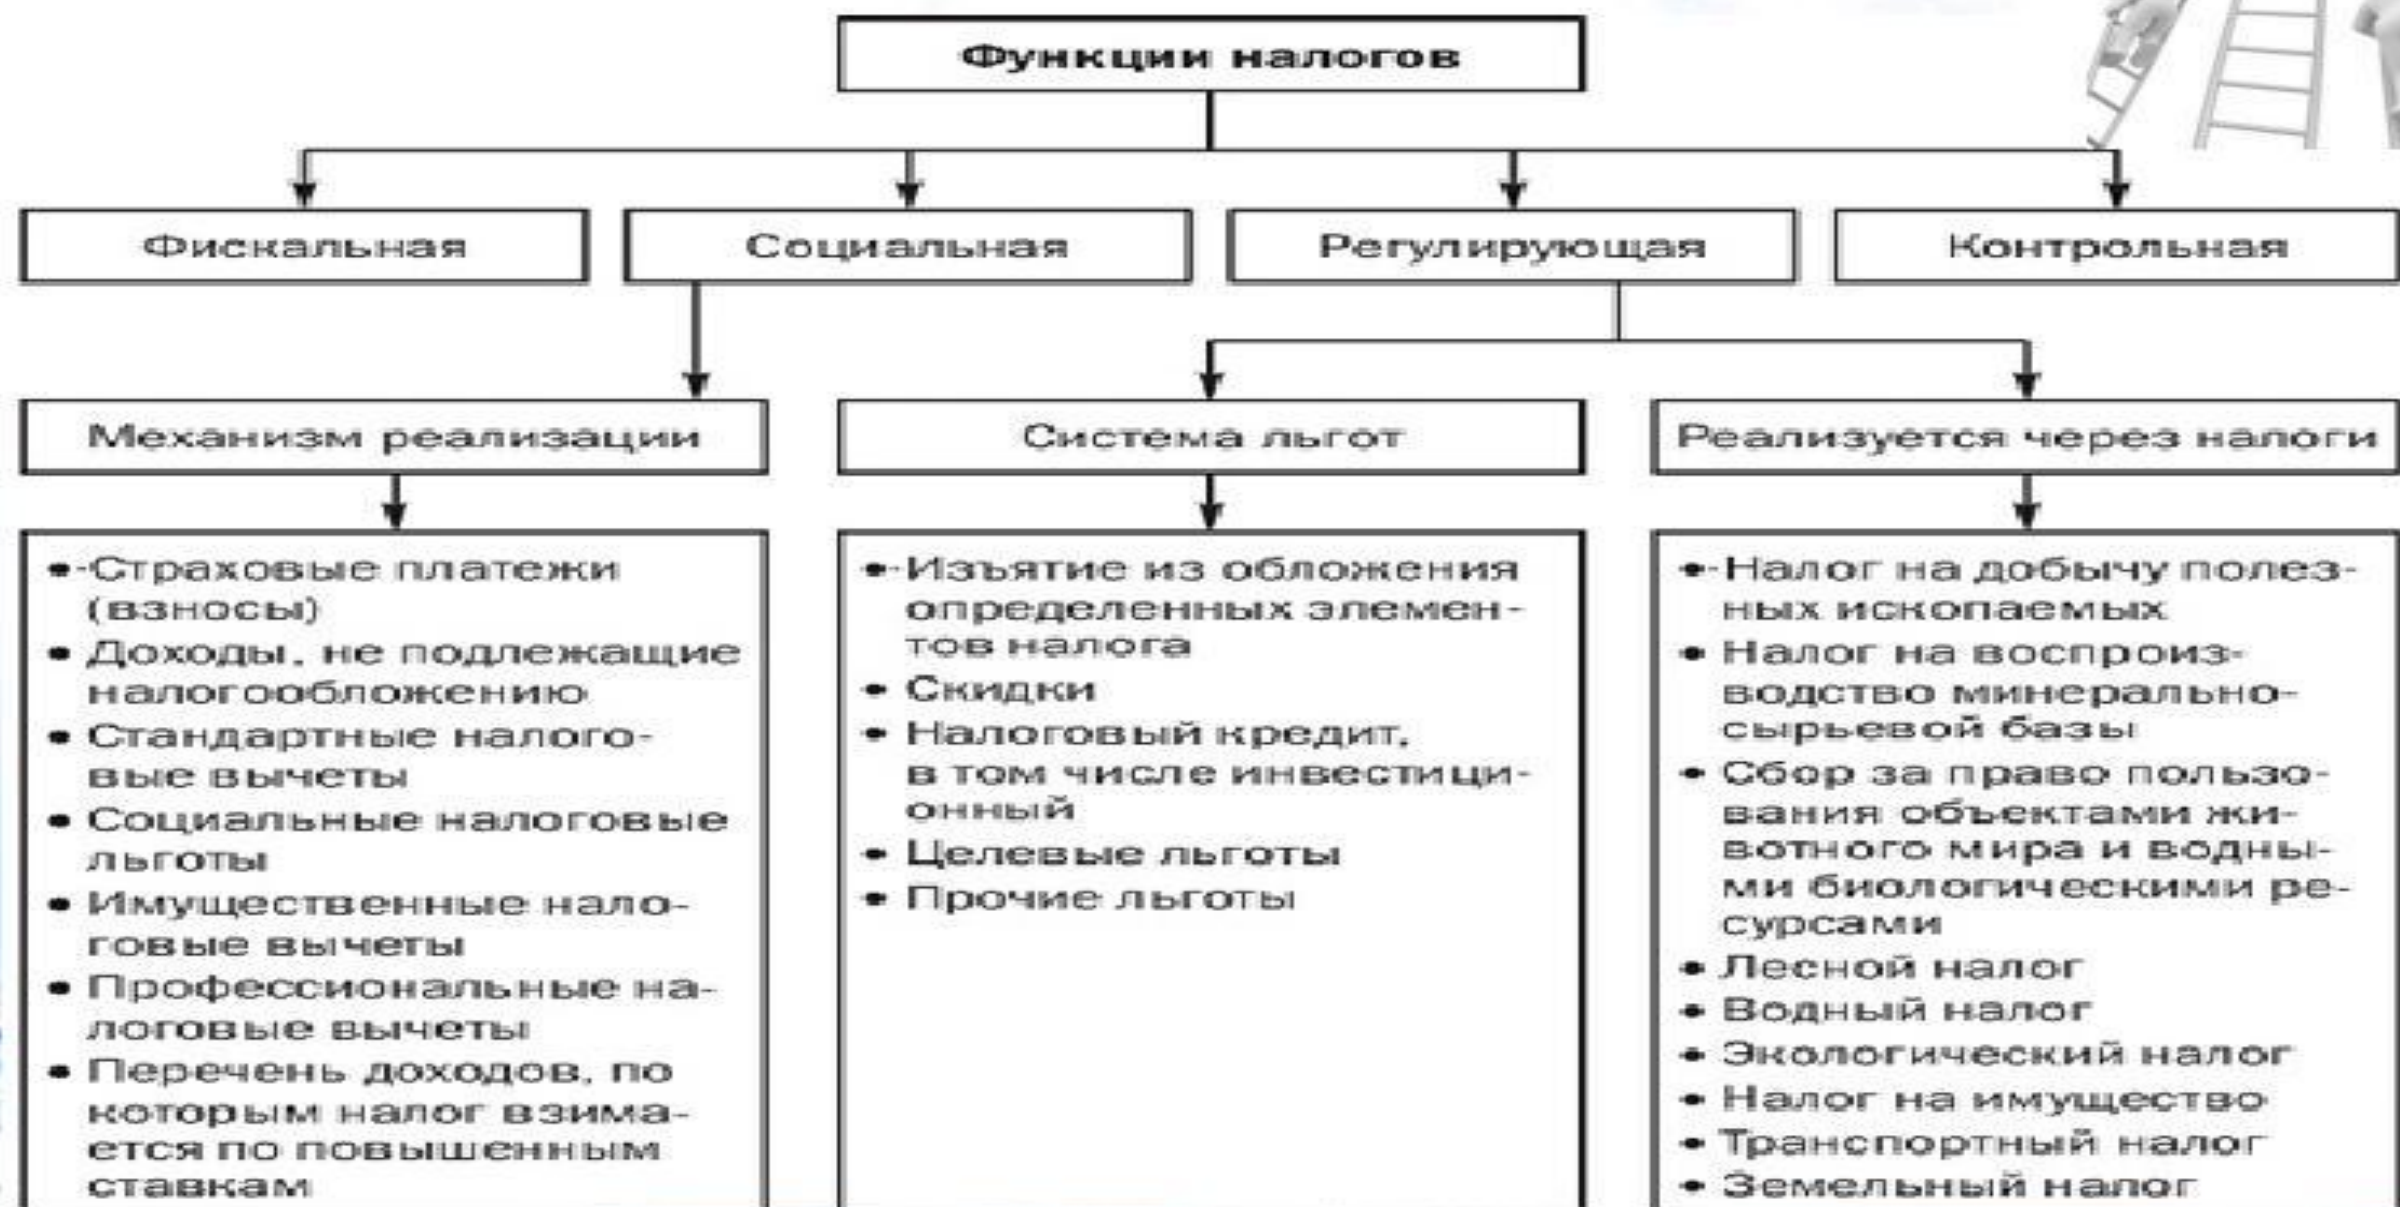 Функции налогов
Фискальная
Социальная
Регулирующая
Контрольная
Механизм реализации
Система льгот
Реализуется через налоги
• Страховые платежи
(взносы)
• Доходы, не подлежащие
налогообложению
• Стандартные налого-
вые вычеты
• Социальные налоговые
льготы
• Имущественные нало-
говые вычеты
• Профессиональные на-
логовые вычеты
• Перечень доходов, по
которым налог взима-
ется по повышенным
ставкам
• Изъятие из обложения
определенных элемен-
тов налога
• Скидки
• Налоговый кредит,
в том числе инвестици-
онный
• Целевые льготы
• Прочие льготы
• Налог на добычу полез-
ных ископаемых
• Налог на воспроиз-
водство минерально-
сырьевой базы
• Сбор за право пользо-
вания объектами жи-
вотного мира и водны-
ми биологическими ре-
сурсами
• Лесной налог
• Водный налог
• Экологический налог
• Налог на имущество
• Транспортный налог
• Земельный налог